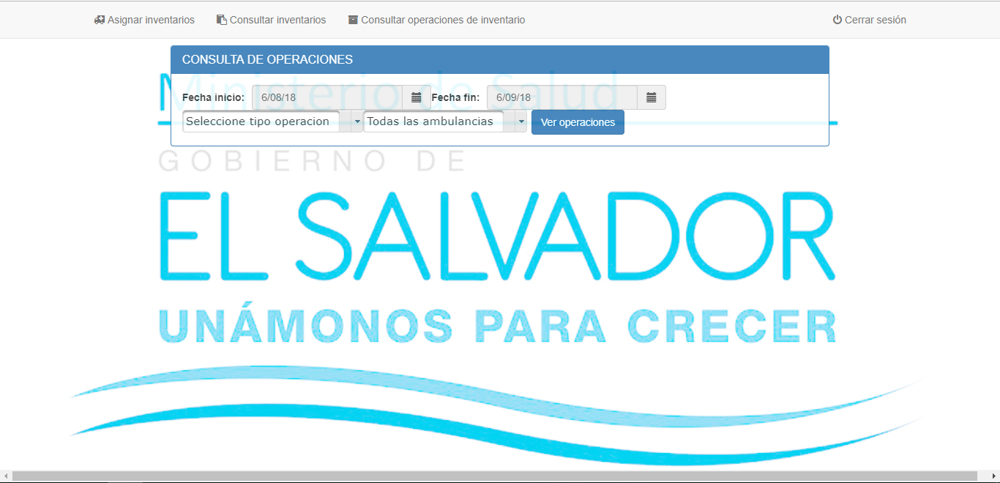 Asignar inventarios Consultar inventarios Consultar operaciones de inventario Cerrar sesión
CONSULTA DE OPERACIONES
Ministerio de Salud
Fecha inicio: 6/08/18 Fecha fin: 6/09/18
Seleccione tipo operacion Todas las ambulancias Ver operaciones
GOBIERNO DE
EL SALVADOR
UNÁMONOS PARA CRECER